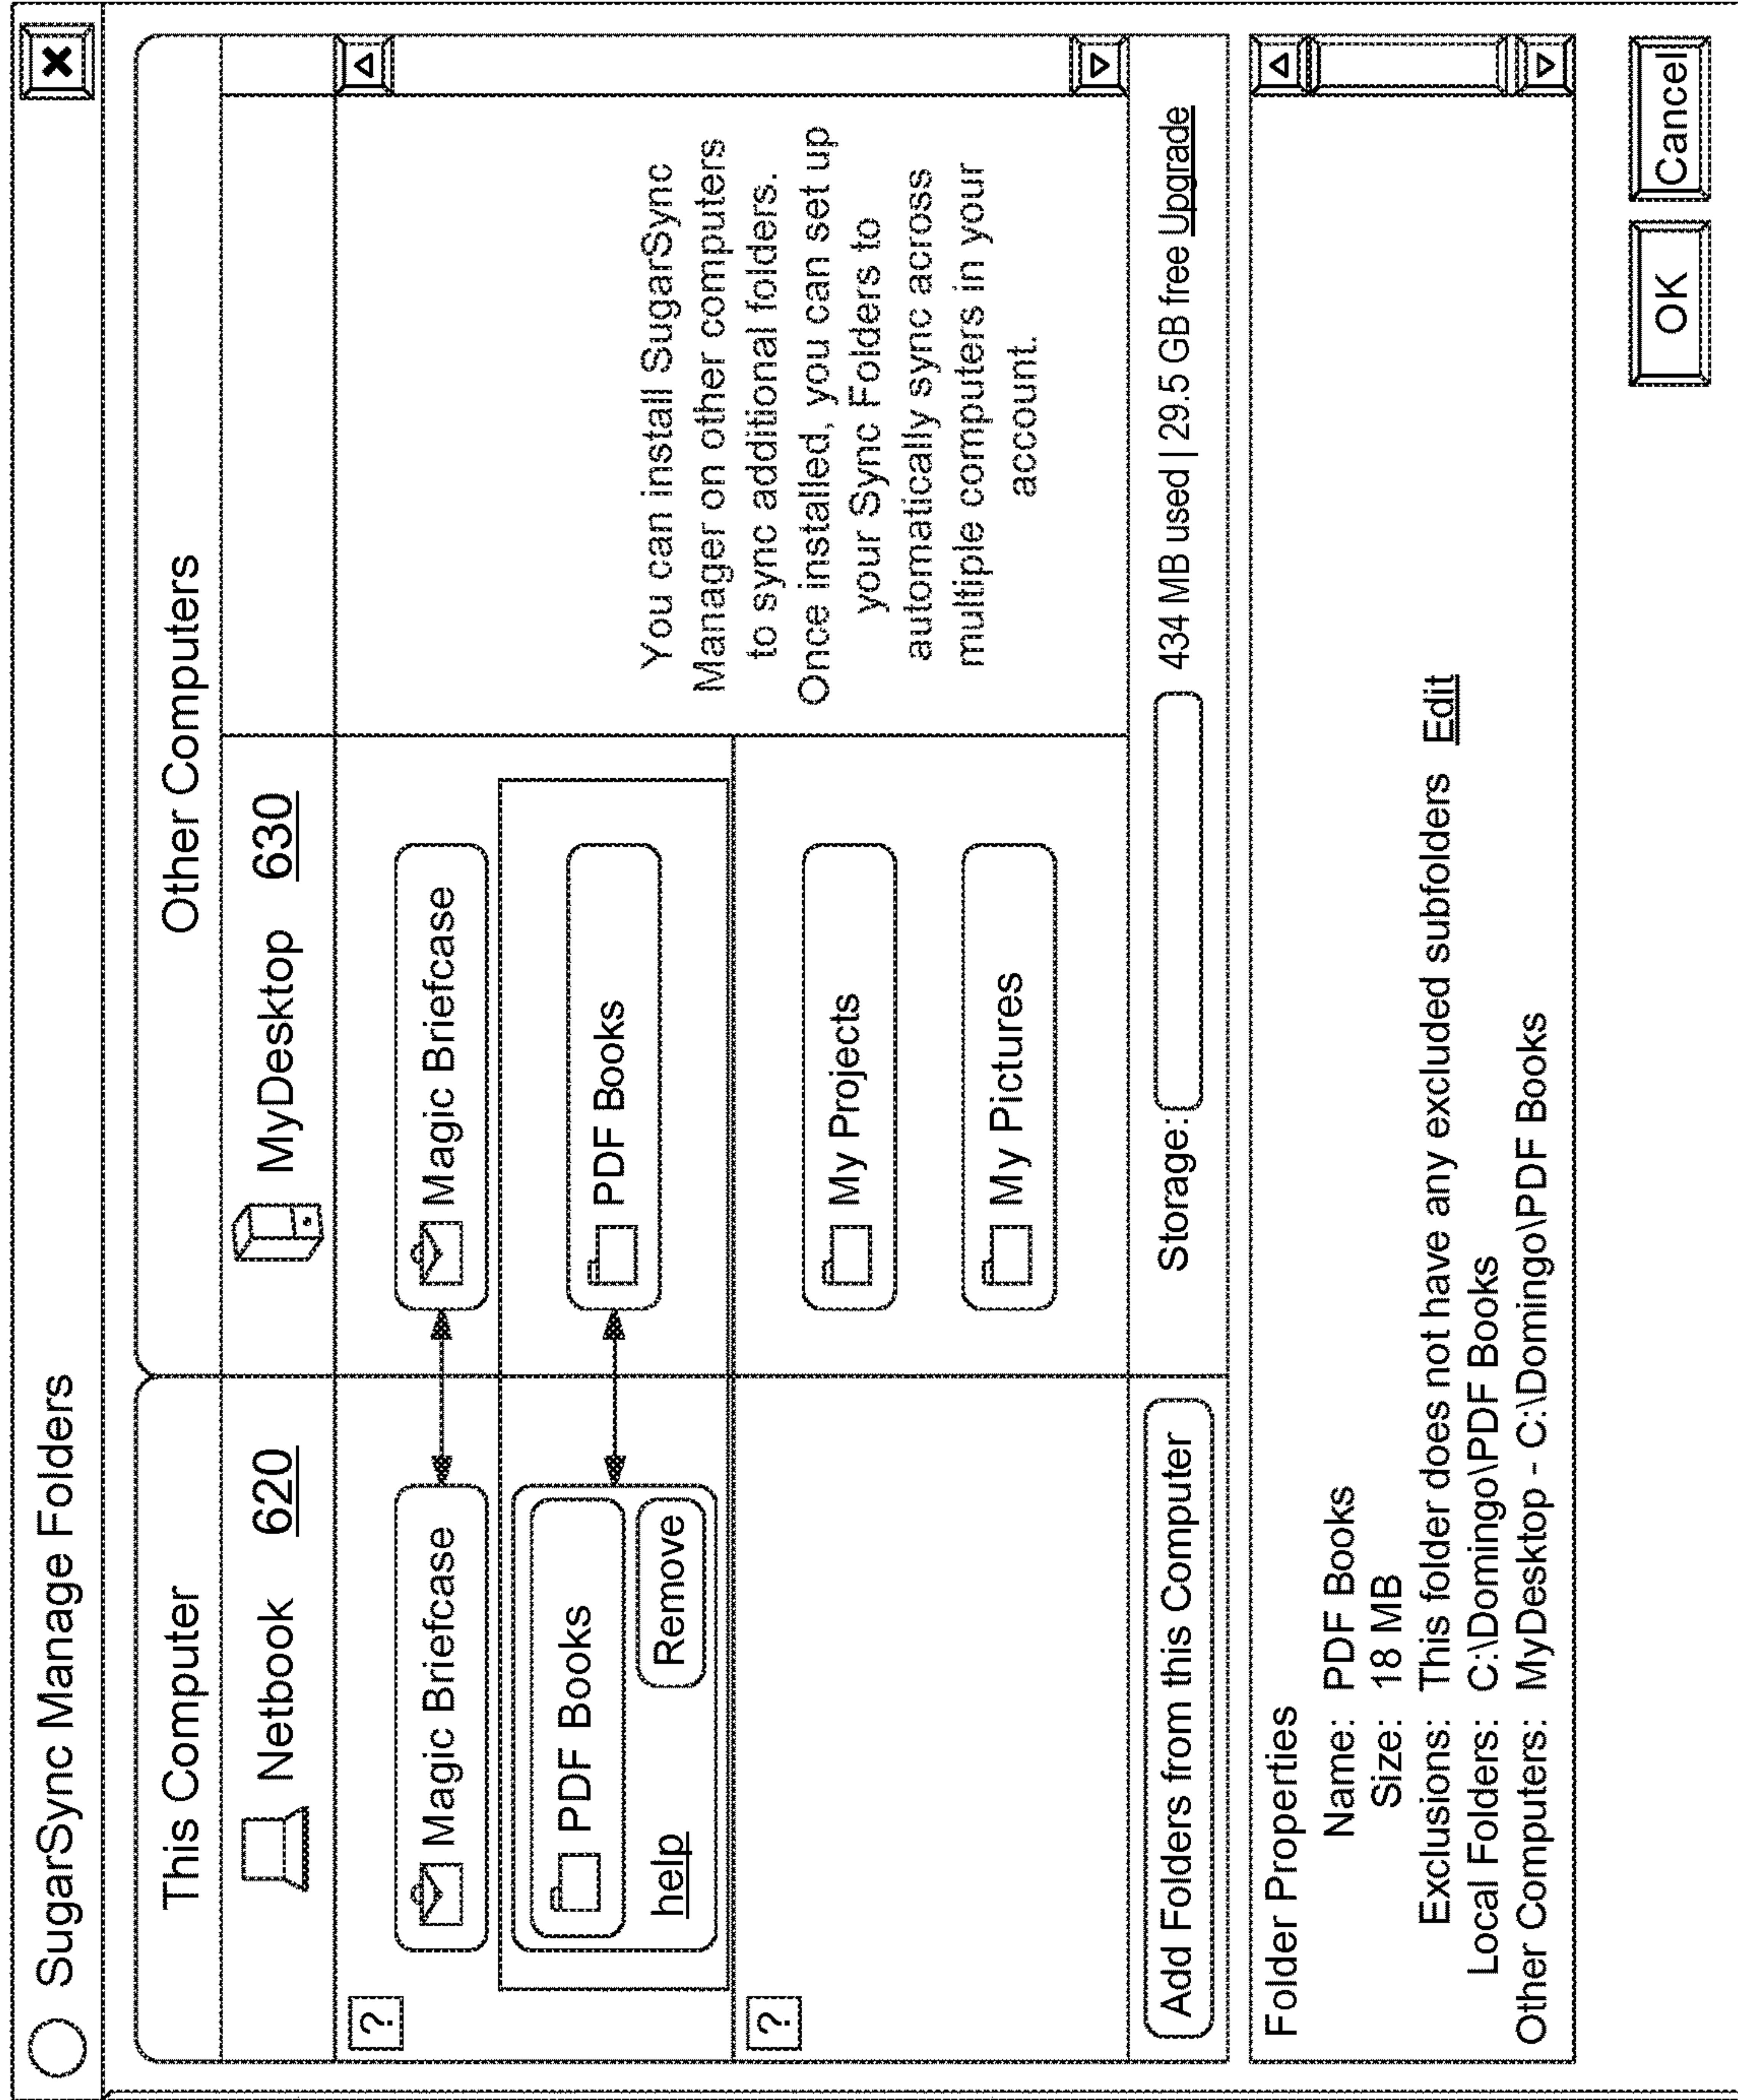 SugarSync Manage Folders
This Computer
Other Computers
Netbook 620
MyDesktop 630
?
Magic Briefcase
Magic Briefcase
PDF Books
help
Remove
PDF Books
You can install SugarSync
Manager on other computers
to sync additional folders.
Once installed, you can set up
your Sync Folders to
automatically sync across
multiple computers in your
account.
?
My Projects
My Pictures
Add Folders from this Computer
Storage:
434 MB used | 29.5 GB free Upgrade
Folder Properties
Name: PDF Books
Size: 18 MB
Exclusions: This folder does not have any excluded subfolders Edit
Local Folders: C:\Domingo\PDF Books
Other Computers: MyDesktop - C:\Domingo\PDF Books
OK
Cancel